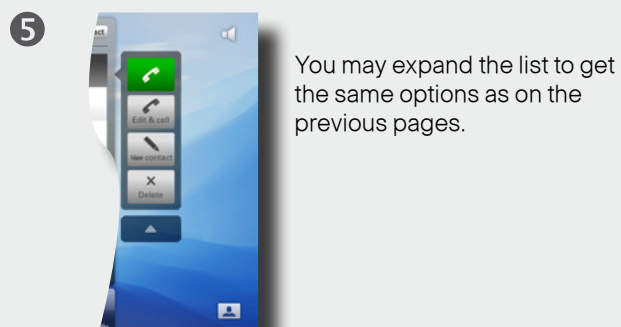 5
You may expand the list to get
the same options as on the
previous pages.
Edit & call
New contact
Delete